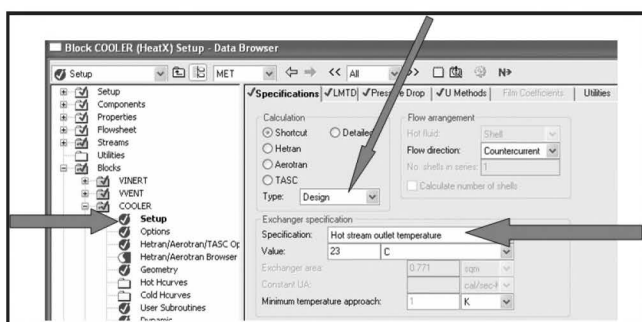 Block COOLER (HeatX) Setup - Data Browser
Setup MET << All >> N>
Specifications LMTD Pressure Drop U Methods Film Coefficients Utilities
Setup
Components
Properties
Flowsheet
Streams
Utilities
Blocks
VINERT
VVENT
COOLER
Setup
Options
Hetran/Aerotran/TASC Op
Hetran/Aerotran Browser
Geometry
Hot Hcurves
Cold Hcurves
User Subroutines
Dynamic
Calculation
Shortcut Detailed
Hetran
Aerotran
TASC
Type: Design
Flow arrangement
Hot fluid: Shell
Flow direction: Countercurrent
No. shells in series: 1
Calculate number of shells
Exchanger specification
Specification: Hot stream outlet temperature
Value: 23 C
Exchanger area: 0.771 sqm
Constant UA: cal/sec-K
Minimum temperature approach: 1 K